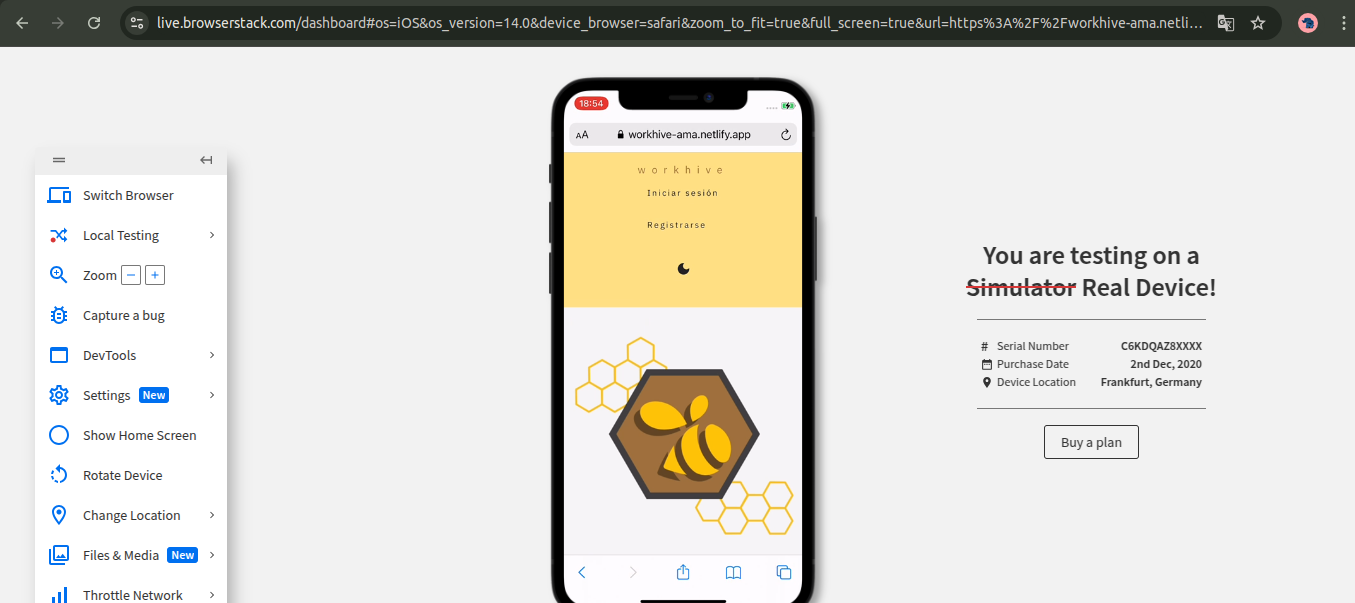 live.browserstack.com/dashboard#os=iOS&os_version=14.0&device_browser=safari&zoom_to_fit=true&full_screen=true&url=https%3A%2F%2Fworkhive-ama.netli...
Switch Browser
Local Testing
Zoom − +
Capture a bug
DevTools
Settings New
Show Home Screen
Rotate Device
Change Location
Files & Media New
Throttle Network
18:54
AA workhive-ama.netlify.app
workhive
Iniciar sesión
Registrarse
You are testing on a
Simulator Real Device!
# Serial Number C6KDQAZ8XXXX
Purchase Date 2nd Dec, 2020
Device Location Frankfurt, Germany
Buy a plan